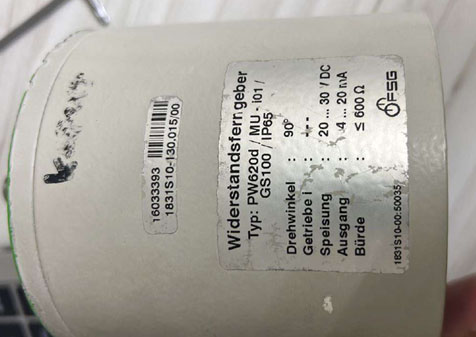 16033393
1831S10-130.015/00
Widerstandsferngeber
Typ: PW620d / MU - i01 /
GS100 / IP65
Drehwinkel : 90°
Getriebe i : +--
Speisung : 20 ... 30 / DC
Ausgang : 4 ... 20 mA
Bürde : ≤ 600 Ω
1831S10-00:50035
FSG